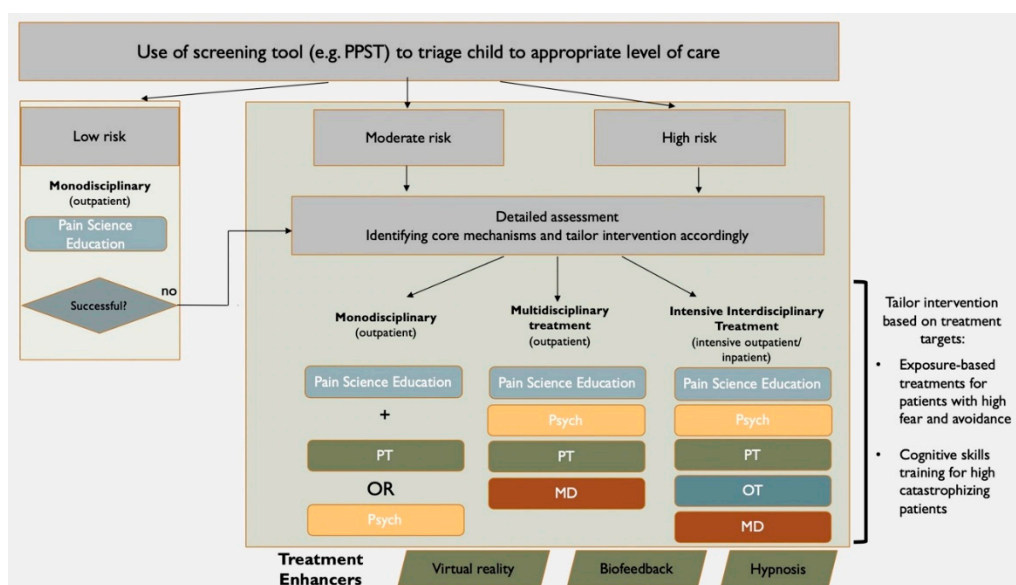 Use of screening tool (e.g. PPST) to triage child to appropriate level of care
Low risk
Moderate risk
High risk
Monodisciplinary
(outpatient)
Pain Science
Education
Successful?
no
Detailed assessment
Identifying core mechanisms and tailor intervention accordingly
Monodisciplinary
(outpatient)
Pain Science Education
+
PT
OR
Psych
Multidisciplinary
treatment
(outpatient)
Pain Science Education
Psych
PT
MD
Intensive Interdisciplinary
Treatment
(intensive outpatient/
inpatient)
Pain Science Education
Psych
PT
OT
MD
Tailor intervention
based on treatment
targets:
• Exposure-based
treatments for
patients with high
fear and avoidance
• Cognitive skills
training for high
catastrophizing
patients
Treatment
Enhancers
Virtual reality
Biofeedback
Hypnosis